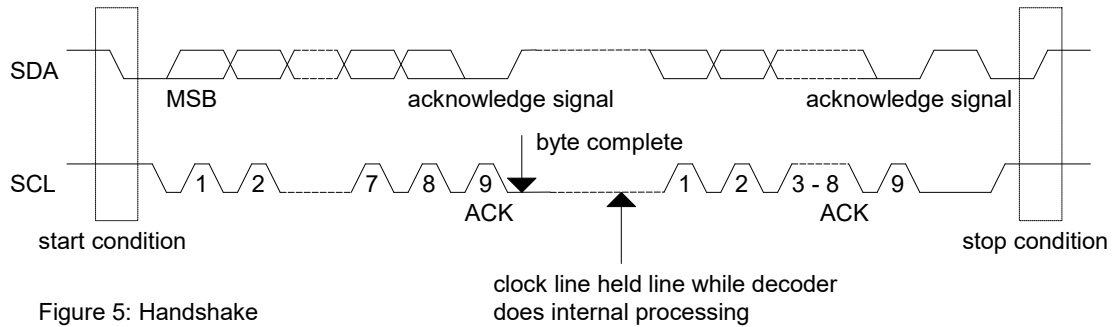 SDA
MSB
acknowledge signal
acknowledge signal
byte complete
SCL
1
2
7
8
9
1
2
3 - 8
9
ACK
ACK
start condition
stop condition
clock line held line while decoder
does internal processing
Figure 5: Handshake